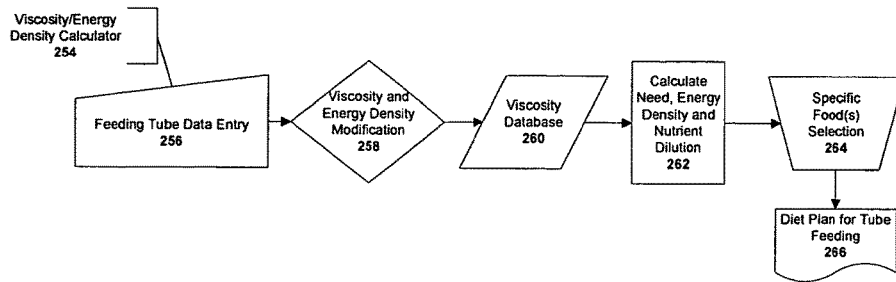 Viscosity/Energy
Density Calculator
254
Feeding Tube Data Entry
256
Viscosity and
Energy Density
Modification
258
Viscosity
Database
260
Calculate
Need, Energy
Density and
Nutrient
Dilution
262
Specific
Food(s)
Selection
264
Diet Plan for Tube
Feeding
266